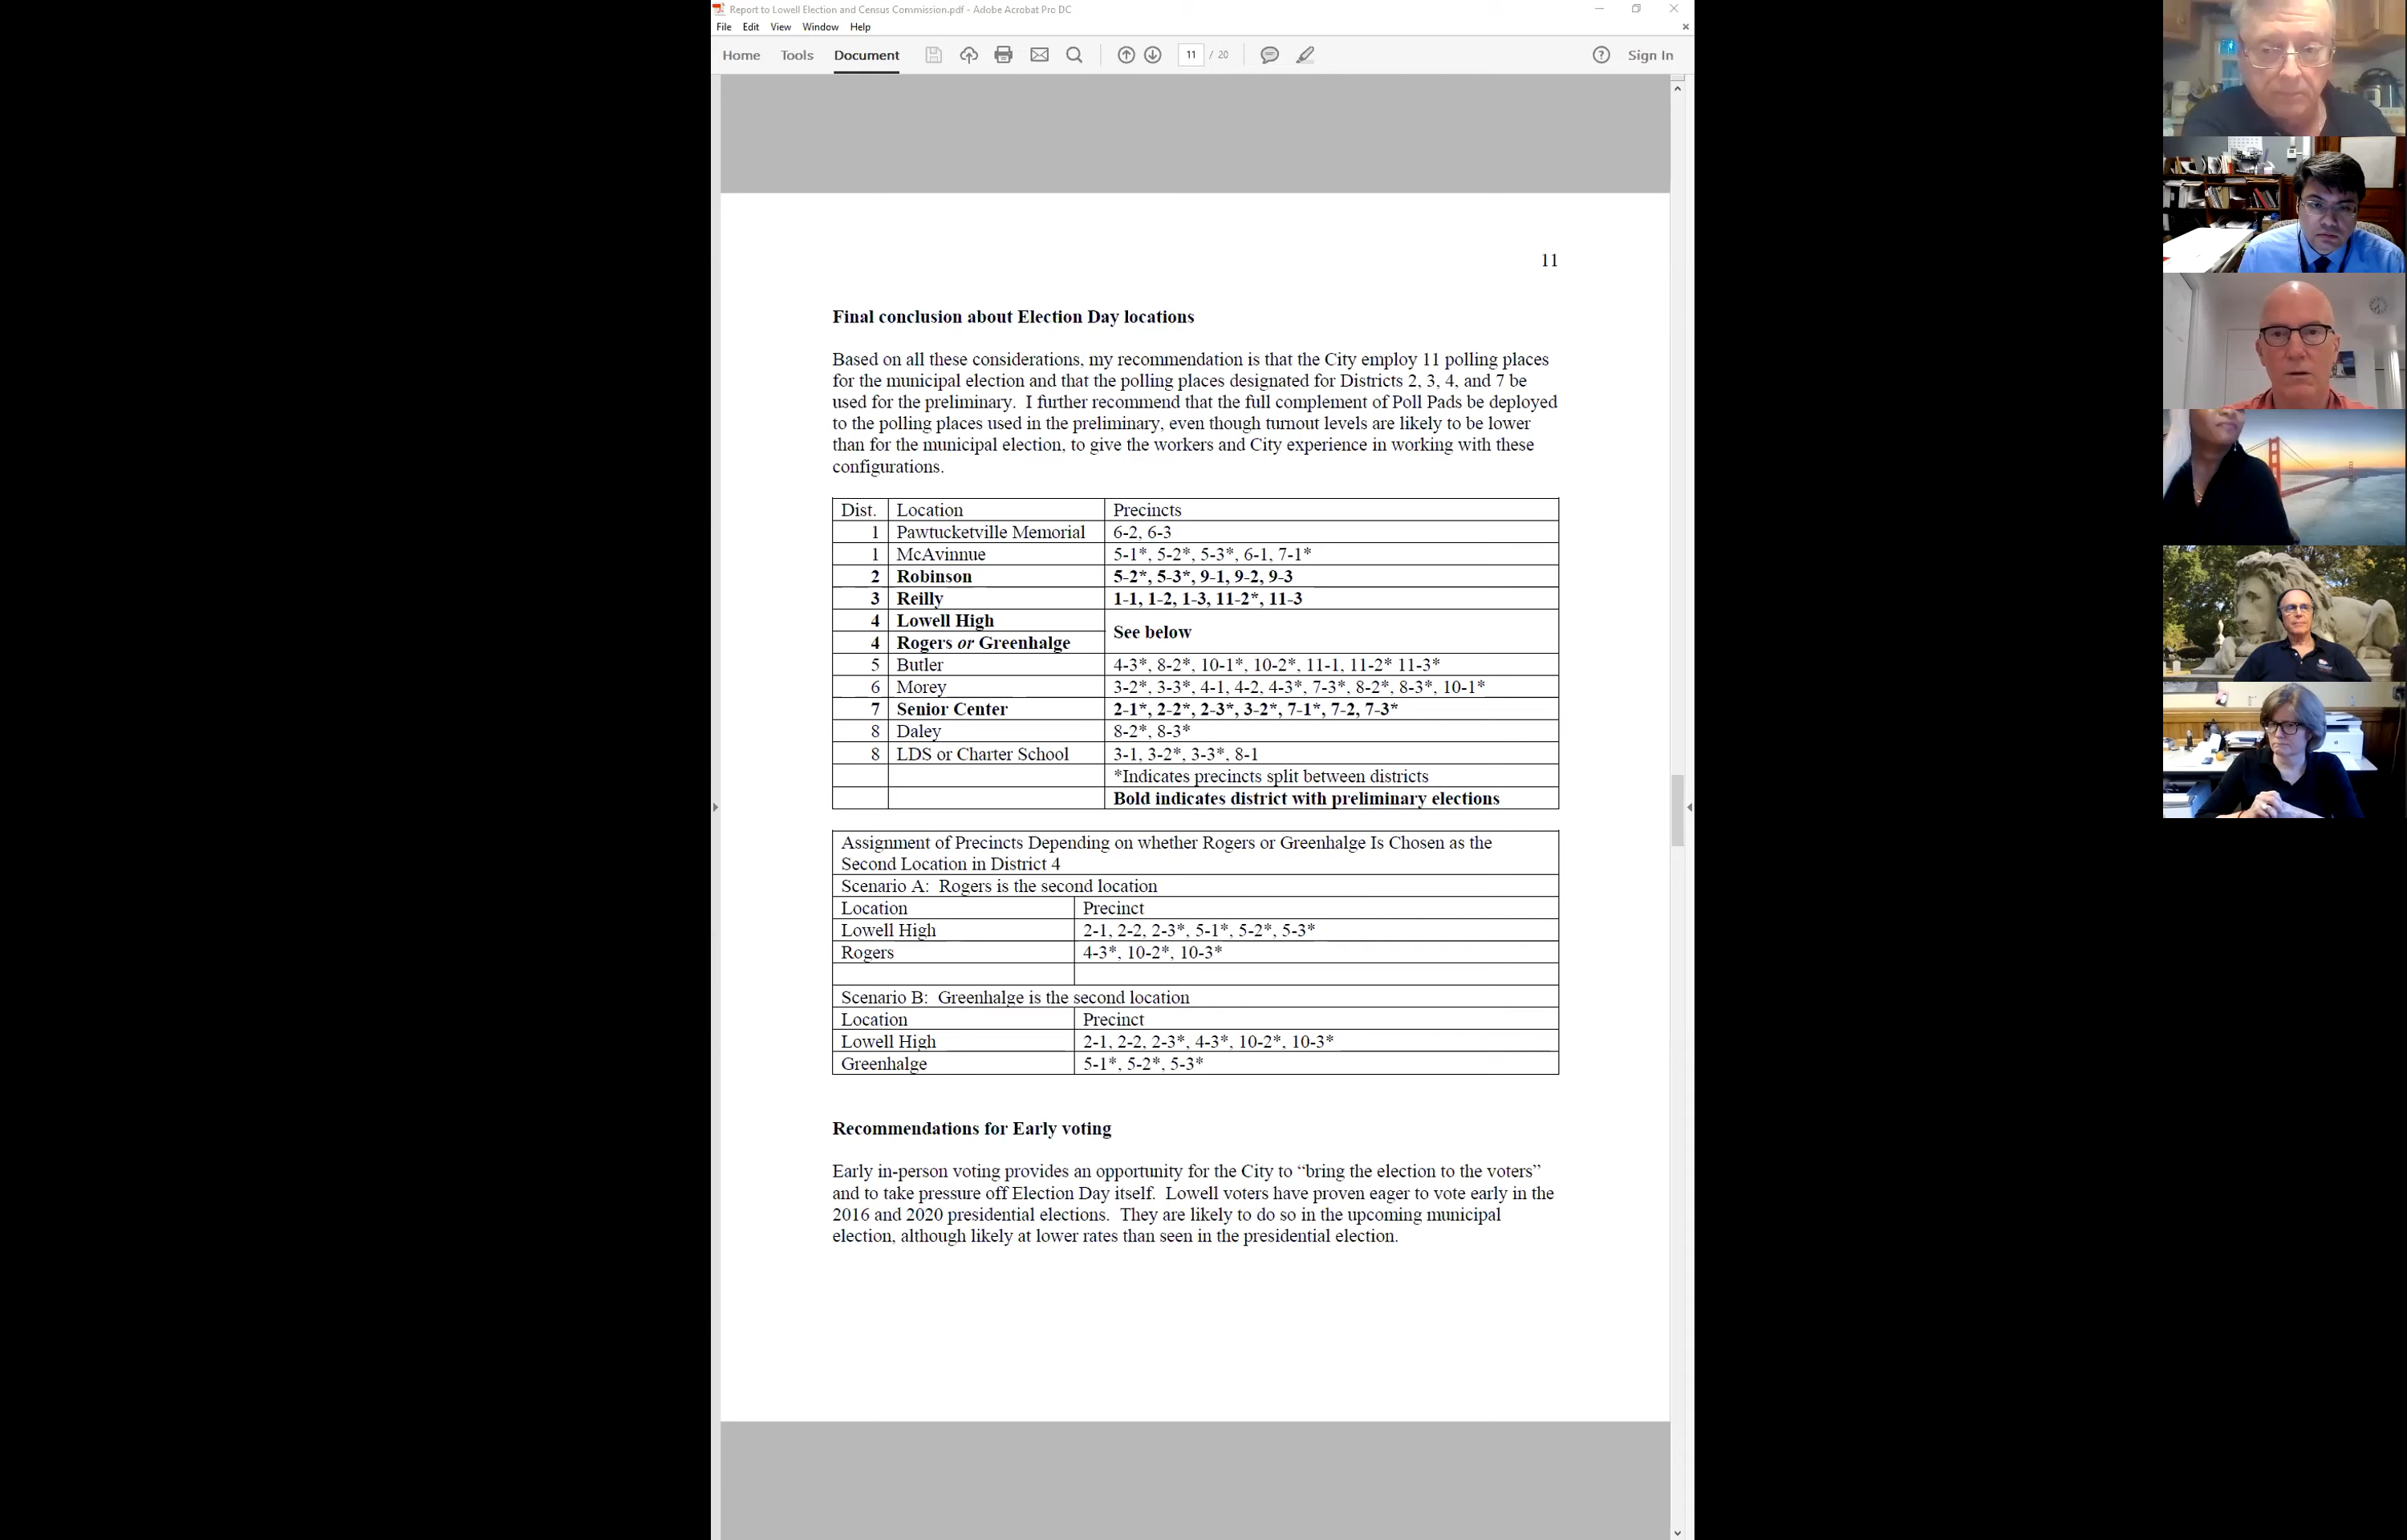 Report to Lowell Election and Census Commission.pdf - Adobe Acrobat Pro DC
File Edit View Window Help
Home Tools Document 11 / 20 Sign In
11
Final conclusion about Election Day locations
Based on all these considerations, my recommendation is that the City employ 11 polling places
for the municipal election and that the polling places designated for Districts 2, 3, 4, and 7 be
used for the preliminary. I further recommend that the full complement of Poll Pads be deployed
to the polling places used in the preliminary, even though turnout levels are likely to be lower
than for the municipal election, to give the workers and City experience in working with these
configurations.
Dist. Location Precincts
1 Pawtucketville Memorial 6-2, 6-3
1 McAvinnue 5-1*, 5-2*, 5-3*, 6-1, 7-1*
2 Robinson 5-2*, 5-3*, 9-1, 9-2, 9-3
3 Reilly 1-1, 1-2, 1-3, 11-2*, 11-3
4 Lowell High
See below
4 Rogers or Greenhalge
5 Butler 4-3*, 8-2*, 10-1*, 10-2*, 11-1, 11-2* 11-3*
6 Morey 3-2*, 3-3*, 4-1, 4-2, 4-3*, 7-3*, 8-2*, 8-3*, 10-1*
7 Senior Center 2-1*, 2-2*, 2-3*, 3-2*, 7-1*, 7-2, 7-3*
8 Daley 8-2*, 8-3*
8 LDS or Charter School 3-1, 3-2*, 3-3*, 8-1
*Indicates precincts split between districts
Bold indicates district with preliminary elections
Assignment of Precincts Depending on whether Rogers or Greenhalge Is Chosen as the
Second Location in District 4
Scenario A: Rogers is the second location
Location Precinct
Lowell High 2-1, 2-2, 2-3*, 5-1*, 5-2*, 5-3*
Rogers 4-3*, 10-2*, 10-3*
Scenario B: Greenhalge is the second location
Location Precinct
Lowell High 2-1, 2-2, 2-3*, 4-3*, 10-2*, 10-3*
Greenhalge 5-1*, 5-2*, 5-3*
Recommendations for Early voting
Early in-person voting provides an opportunity for the City to “bring the election to the voters”
and to take pressure off Election Day itself. Lowell voters have proven eager to vote early in the
2016 and 2020 presidential elections. They are likely to do so in the upcoming municipal
election, although likely at lower rates than seen in the presidential election.